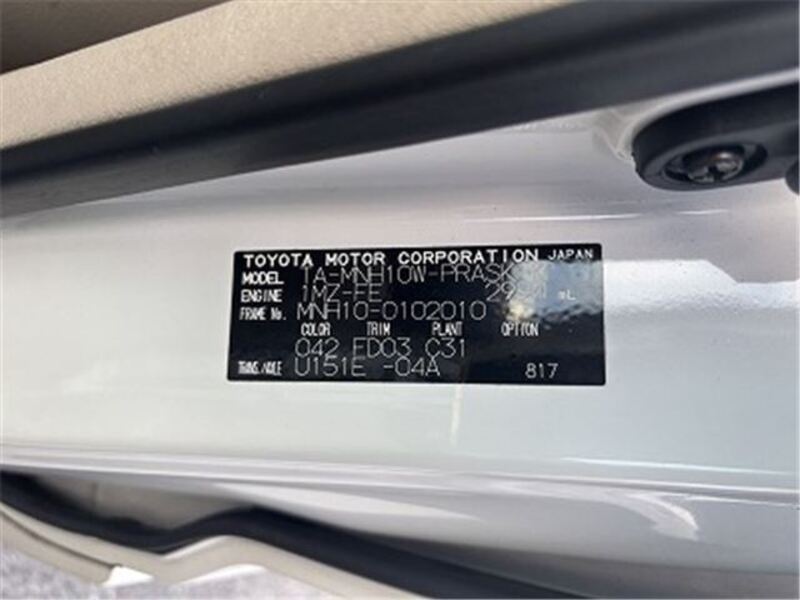 TOYOTA MOTOR CORPORATION JAPAN
MODEL TA-MNH10W-PRASK
ENGINE 1MZ-FE mL
FRAME No. MNH10-0102010
COLOR TRIM PLANT OPTION
042 FD03 C31
TRANS./AXLE U151E -04A 817